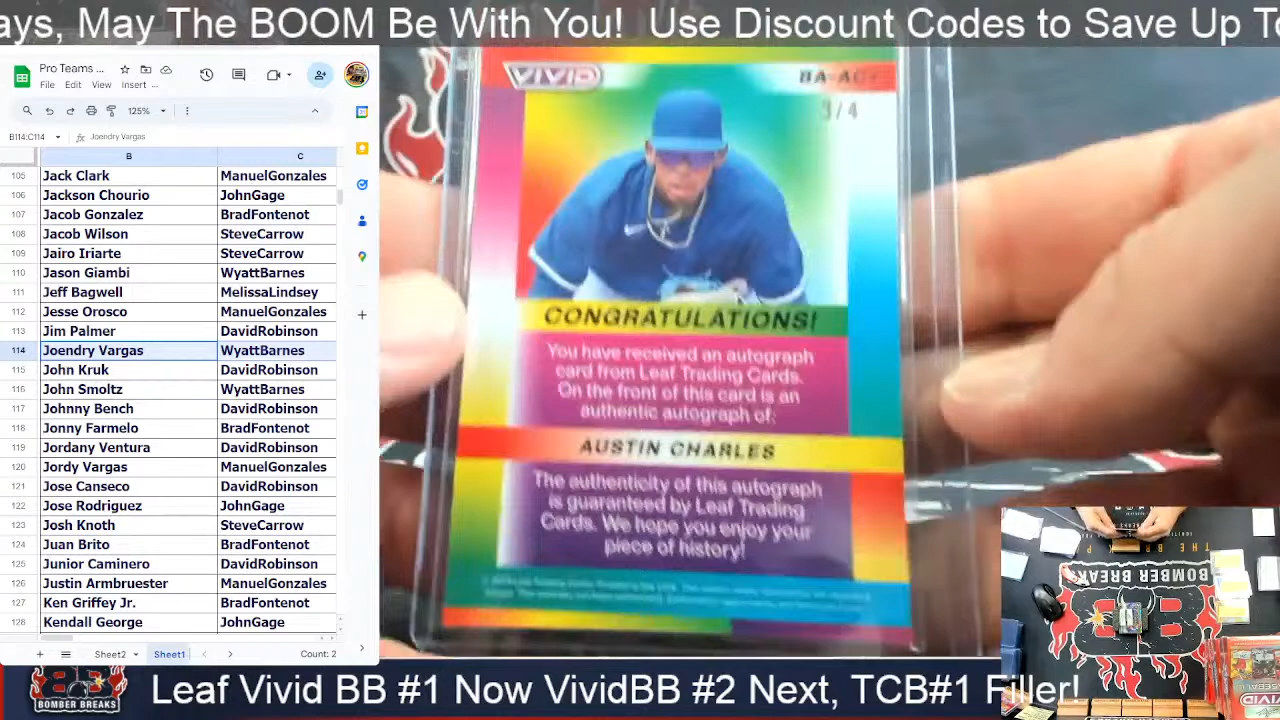 ays, May The BOOM Be With You!  Use Discount Codes to Save Up To
Pro Teams ...
File Edit View Insert
125%
B114:C114 Joendry Vargas
B C
105 Jack Clark ManuelGonzales
106 Jackson Chourio JohnGage
107 Jacob Gonzalez BradFontenot
108 Jacob Wilson SteveCarrow
109 Jairo Iriarte SteveCarrow
110 Jason Giambi WyattBarnes
111 Jeff Bagwell MelissaLindsey
112 Jesse Orosco ManuelGonzales
113 Jim Palmer DavidRobinson
114 Joendry Vargas WyattBarnes
115 John Kruk DavidRobinson
116 John Smoltz WyattBarnes
117 Johnny Bench DavidRobinson
118 Jonny Farmelo BradFontenot
119 Jordany Ventura DavidRobinson
120 Jordy Vargas ManuelGonzales
121 Jose Canseco DavidRobinson
122 Jose Rodriguez JohnGage
123 Josh Knoth SteveCarrow
124 Juan Brito BradFontenot
125 Junior Caminero DavidRobinson
126 Justin Armbruester ManuelGonzales
127 Ken Griffey Jr. BradFontenot
128 Kendall George JohnGage
Sheet2 Sheet1 Count: 2
VIVID
3/4
CONGRATULATIONS!
You have received an autograph
card from Leaf Trading Cards.
On the front of this card is an
authentic autograph of:
AUSTIN CHARLES
The authenticity of this autograph
is guaranteed by Leaf Trading
Cards. We hope you enjoy your
piece of history!
BOMBER BREAKS
VIVID
BOMBER BREAKS
Leaf Vivid BB #1 Now VividBB #2 Next, TCB#1 Filler!